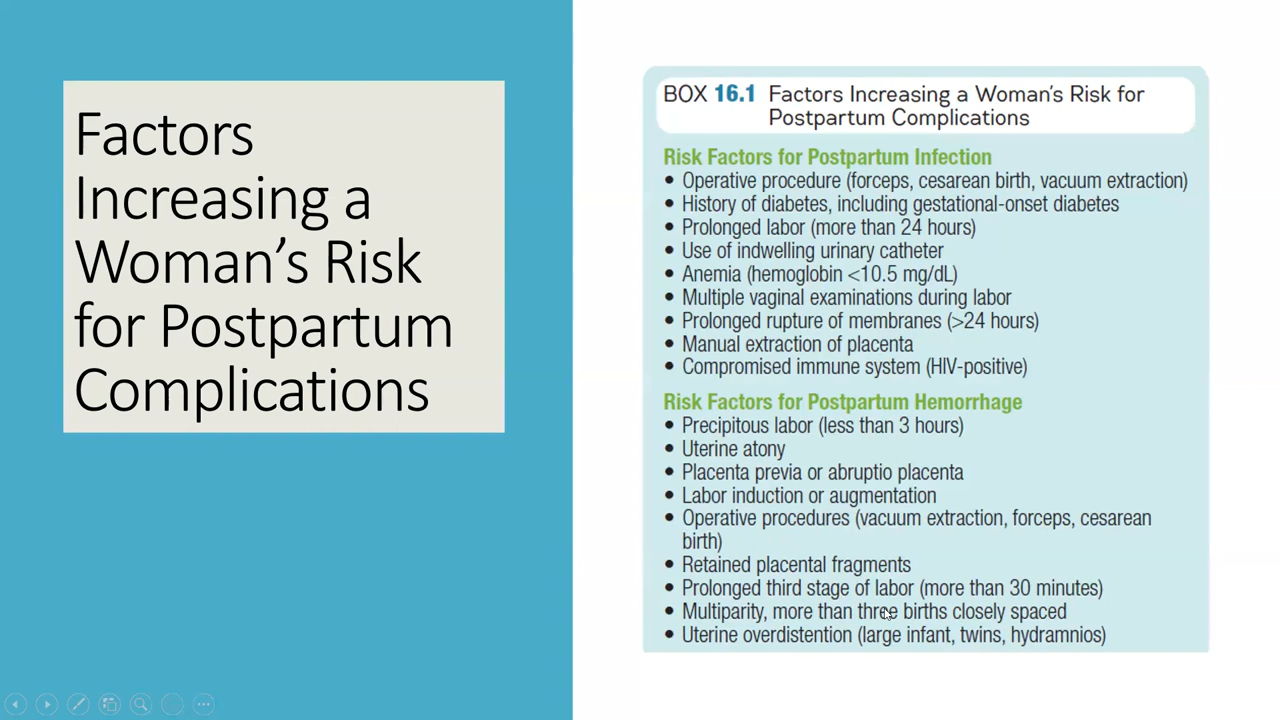 Factors
Increasing a
Woman's Risk
for Postpartum
Complications
BOX 16.1 Factors Increasing a Woman's Risk for
Postpartum Complications
Risk Factors for Postpartum Infection
• Operative procedure (forceps, cesarean birth, vacuum extraction)
• History of diabetes, including gestational-onset diabetes
• Prolonged labor (more than 24 hours)
• Use of indwelling urinary catheter
• Anemia (hemoglobin <10.5 mg/dL)
• Multiple vaginal examinations during labor
• Prolonged rupture of membranes (>24 hours)
• Manual extraction of placenta
• Compromised immune system (HIV-positive)
Risk Factors for Postpartum Hemorrhage
• Precipitous labor (less than 3 hours)
• Uterine atony
• Placenta previa or abruptio placenta
• Labor induction or augmentation
• Operative procedures (vacuum extraction, forceps, cesarean
birth)
• Retained placental fragments
• Prolonged third stage of labor (more than 30 minutes)
• Multiparity, more than three births closely spaced
• Uterine overdistention (large infant, twins, hydramnios)